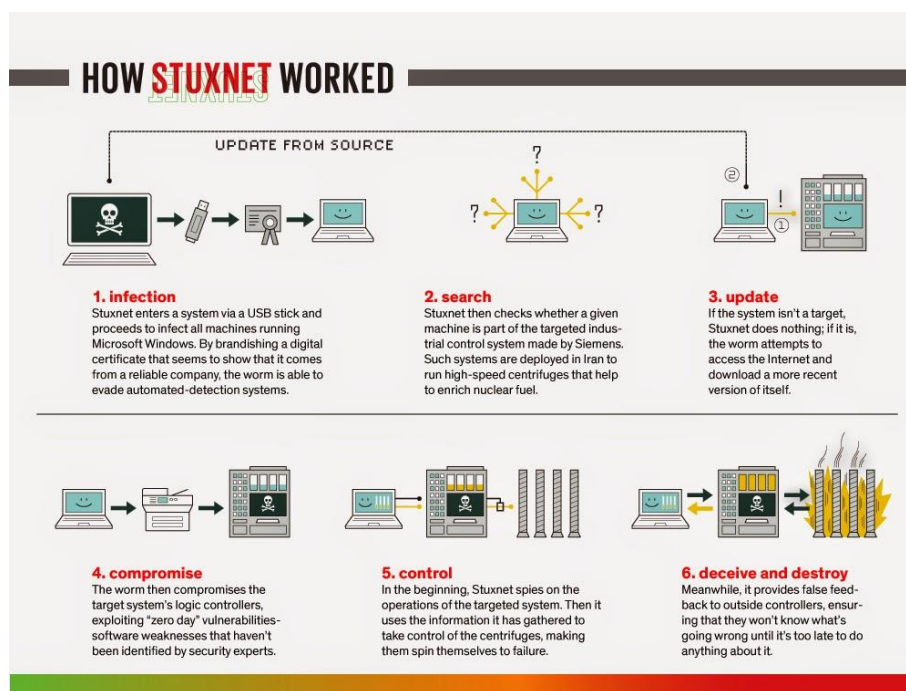 HOW STUXNET WORKED
UPDATE FROM SOURCE
?
? ?
②
!
①
1. infection
Stuxnet enters a system via a USB stick and
proceeds to infect all machines running
Microsoft Windows. By brandishing a digital
certificate that seems to show that it comes
from a reliable company, the worm is able to
evade automated-detection systems.
2. search
Stuxnet then checks whether a given
machine is part of the targeted indus-
trial control system made by Siemens.
Such systems are deployed in Iran to
run high-speed centrifuges that help
to enrich nuclear fuel.
3. update
If the system isn't a target,
Stuxnet does nothing; if it is,
the worm attempts to
access the Internet and
download a more recent
version of itself.
4. compromise
The worm then compromises the
target system's logic controllers,
exploiting "zero day" vulnerabilities-
software weaknesses that haven't
been identified by security experts.
5. control
In the beginning, Stuxnet spies on the
operations of the targeted system. Then it
uses the information it has gathered to
take control of the centrifuges, making
them spin themselves to failure.
6. deceive and destroy
Meanwhile, it provides false feed-
back to outside controllers, ensur-
ing that they won't know what's
going wrong until it's too late to do
anything about it.